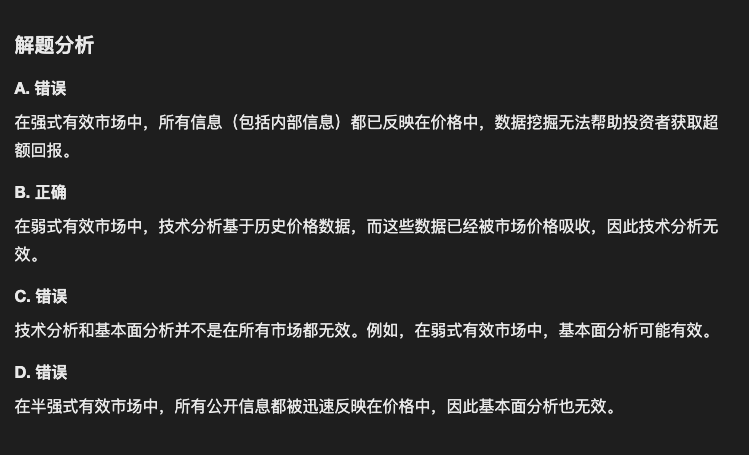 解题分析
A. 错误
在强式有效市场中，所有信息（包括内部信息）都已反映在价格中，数据挖掘无法帮助投资者获取超
额回报。
B. 正确
在弱式有效市场中，技术分析基于历史价格数据，而这些数据已经被市场价格吸收，因此技术分析无
效。
C. 错误
技术分析和基本面分析并不是在所有市场都无效。例如，在弱式有效市场中，基本面分析可能有效。
D. 错误
在半强式有效市场中，所有公开信息都被迅速反映在价格中，因此基本面分析也无效。